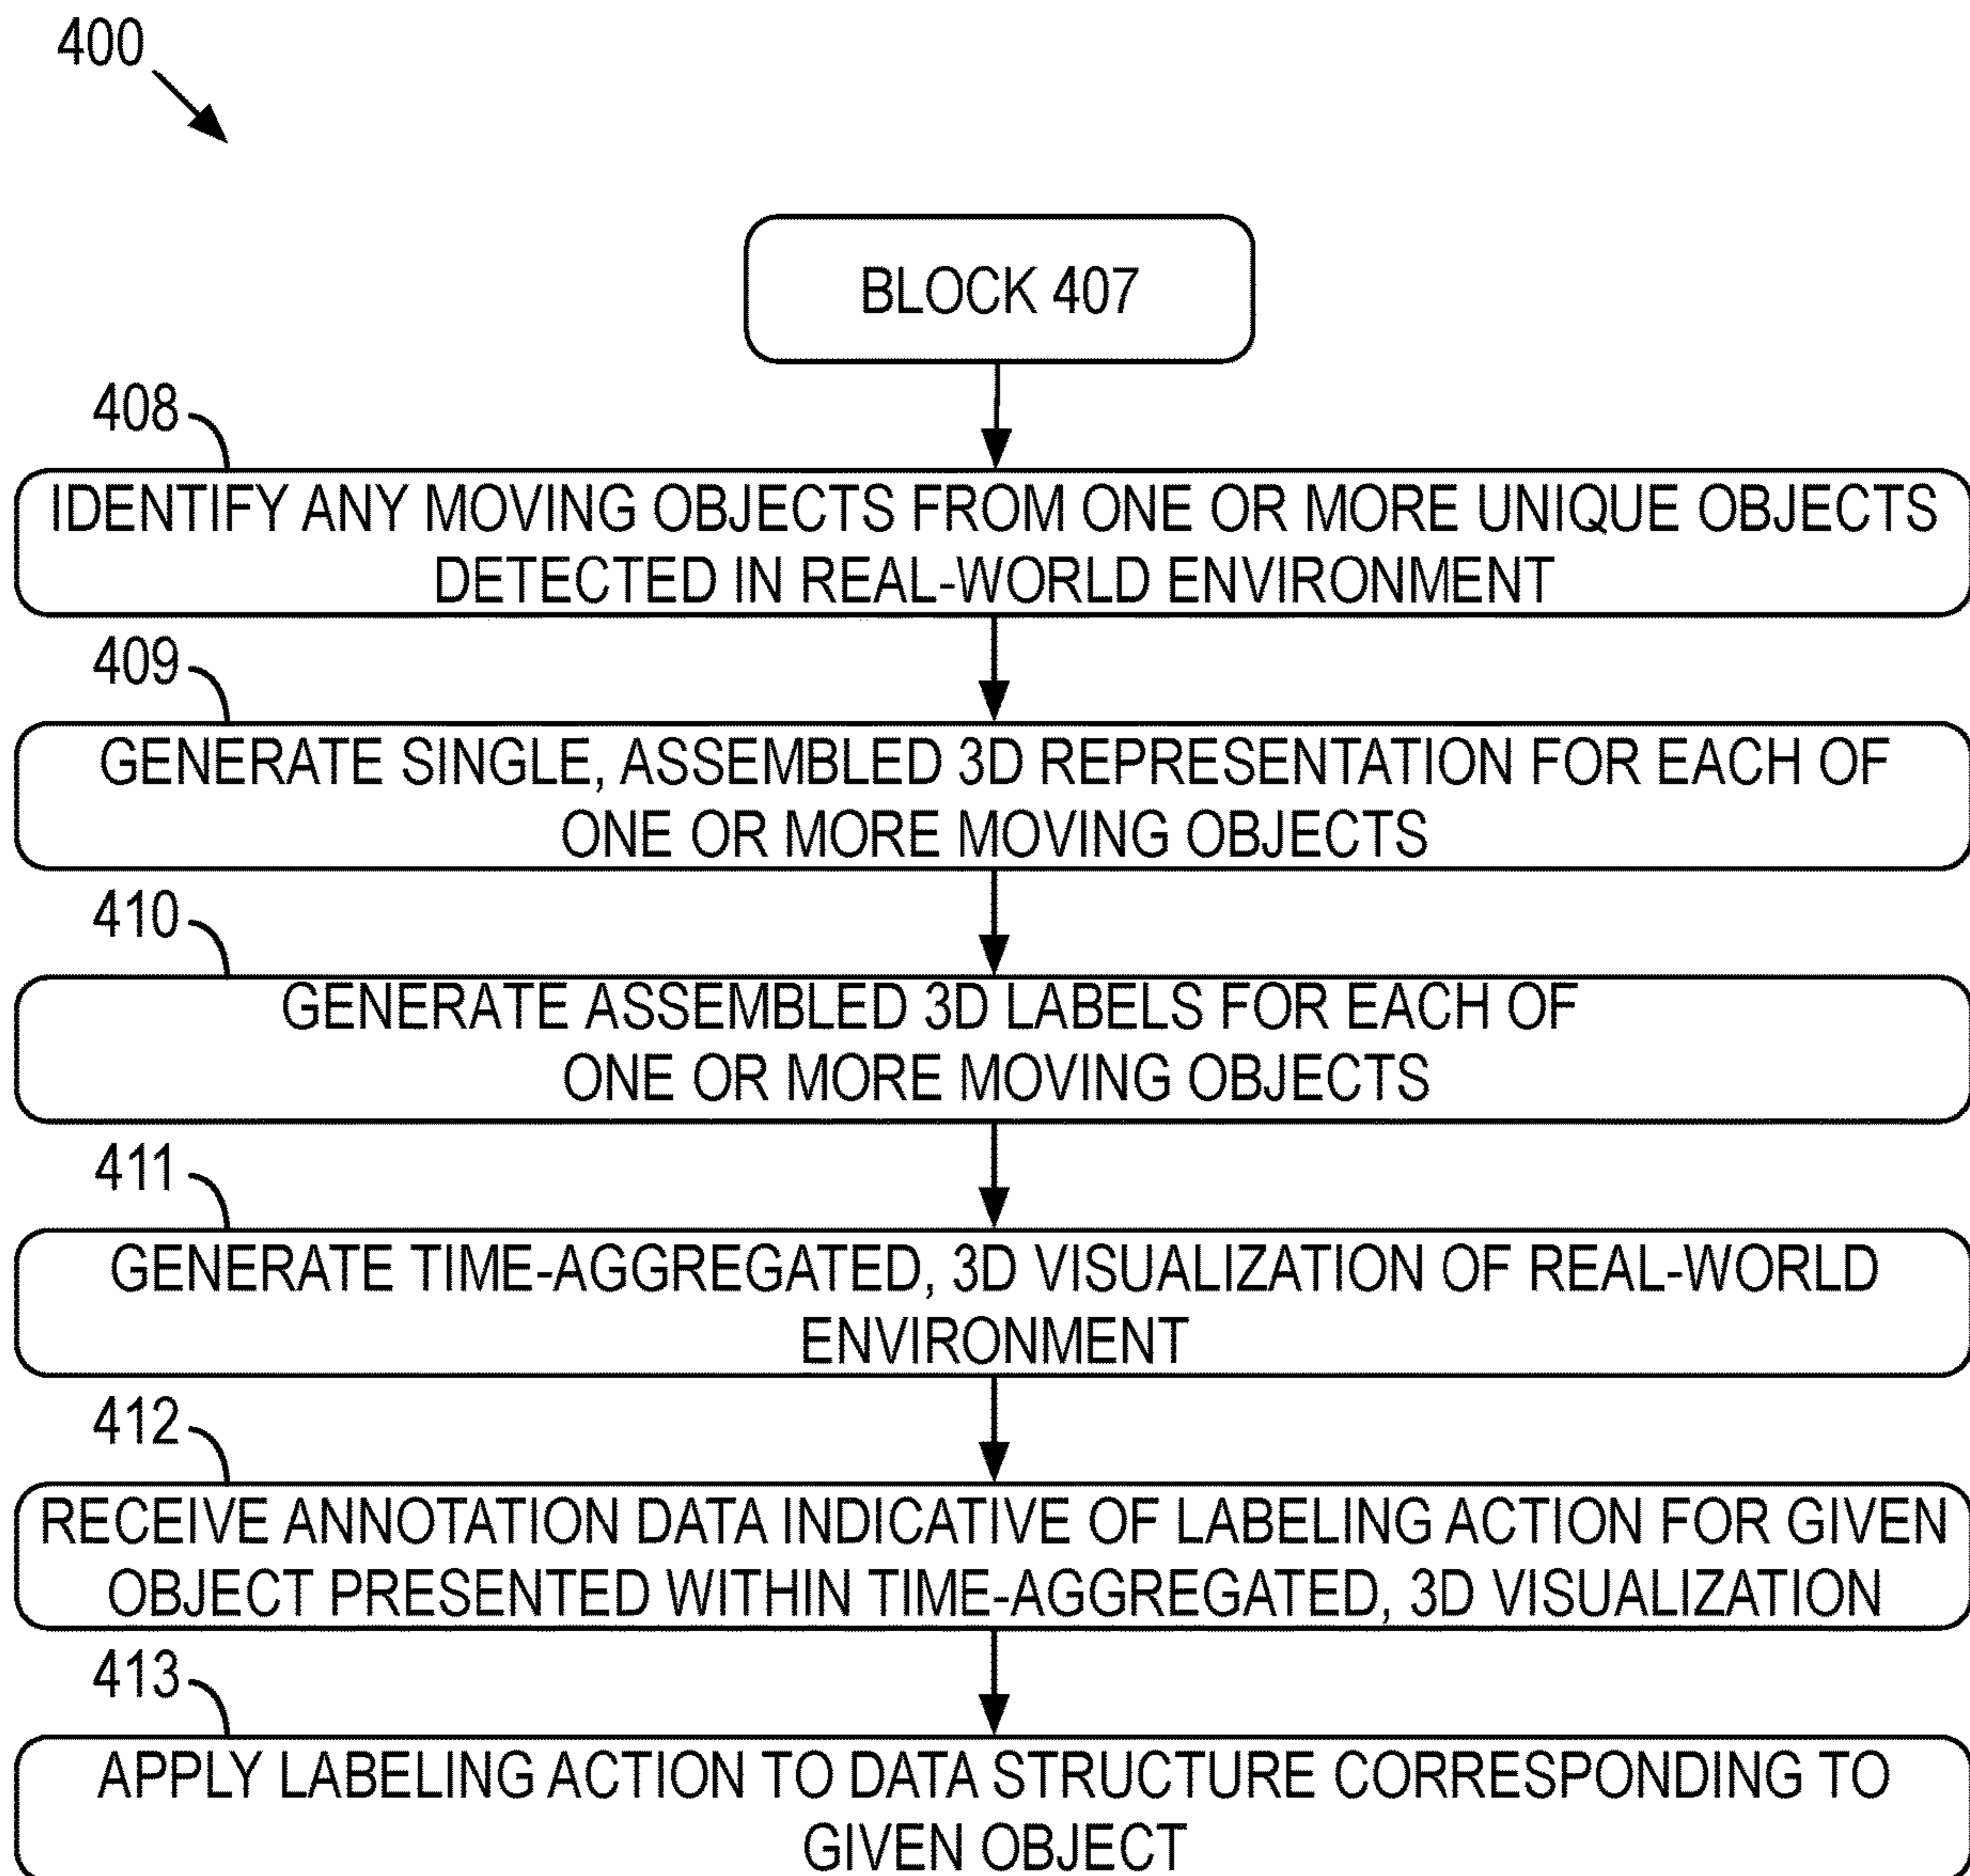 400
BLOCK 407
408
IDENTIFY ANY MOVING OBJECTS FROM ONE OR MORE UNIQUE OBJECTS
DETECTED IN REAL-WORLD ENVIRONMENT
409
GENERATE SINGLE, ASSEMBLED 3D REPRESENTATION FOR EACH OF
ONE OR MORE MOVING OBJECTS
410
GENERATE ASSEMBLED 3D LABELS FOR EACH OF
ONE OR MORE MOVING OBJECTS
411
GENERATE TIME-AGGREGATED, 3D VISUALIZATION OF REAL-WORLD
ENVIRONMENT
412
RECEIVE ANNOTATION DATA INDICATIVE OF LABELING ACTION FOR GIVEN
OBJECT PRESENTED WITHIN TIME-AGGREGATED, 3D VISUALIZATION
413
APPLY LABELING ACTION TO DATA STRUCTURE CORRESPONDING TO
GIVEN OBJECT